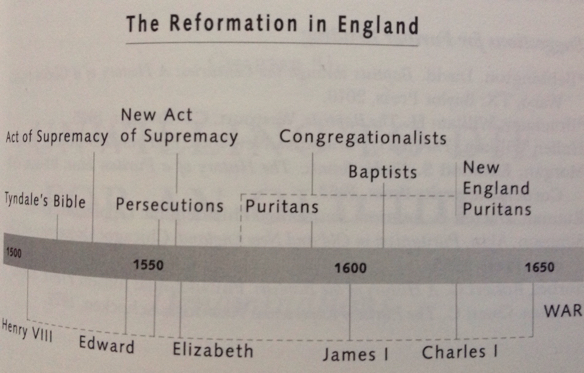 The Reformation in England
New Act
Act of Supremacy of Supremacy Congregationalists
Baptists New
England
Tyndale's Bible Persecutions Puritans Puritans
1500 1550 1600 1650
WAR
Henry VIII Edward Elizabeth James I Charles I